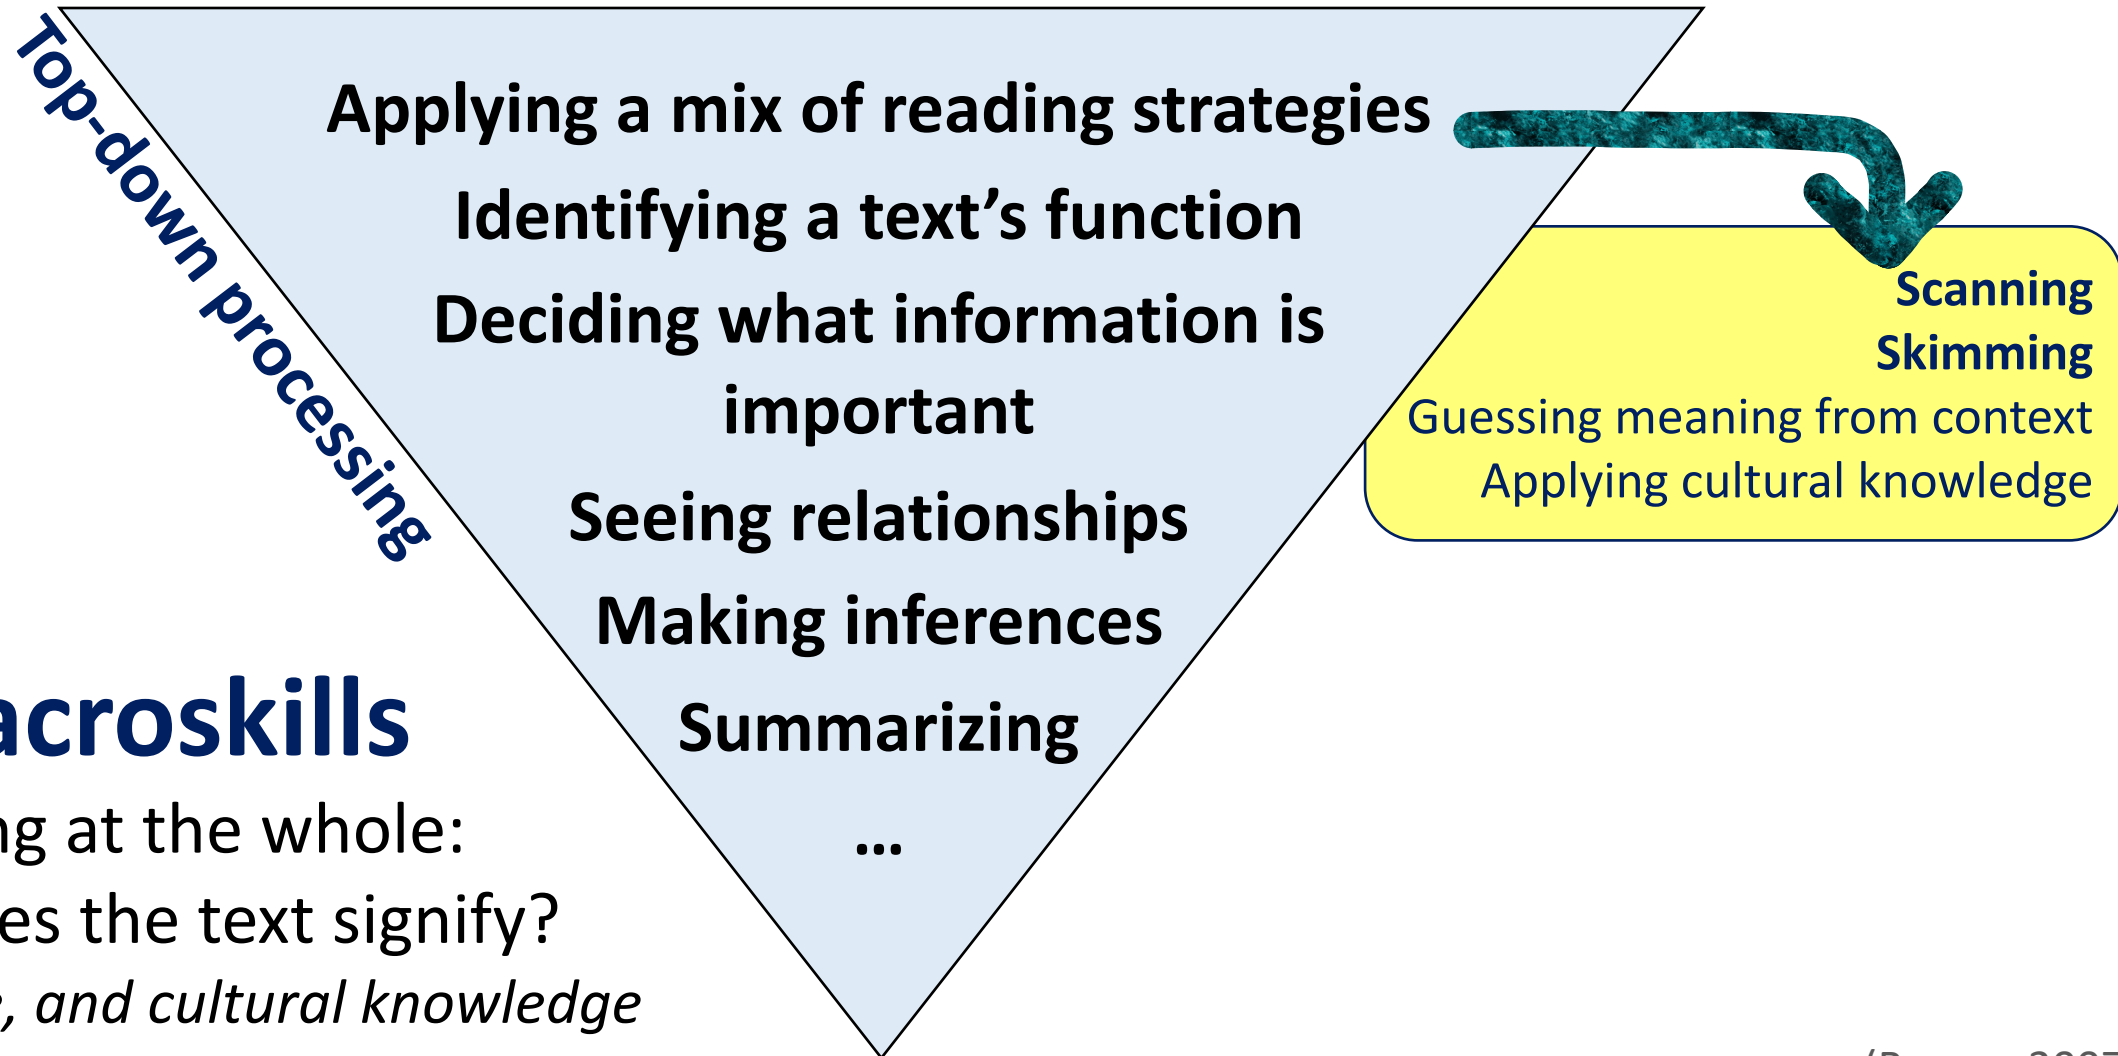 Top-down processing
Applying a mix of reading strategies
Identifying a text’s function
Deciding what information is
important
Seeing relationships
Making inferences
Summarizing
…
Scanning
Skimming
Guessing meaning from context
Applying cultural knowledge
acroskills
ng at the whole:
es the text signify?
, and cultural knowledge